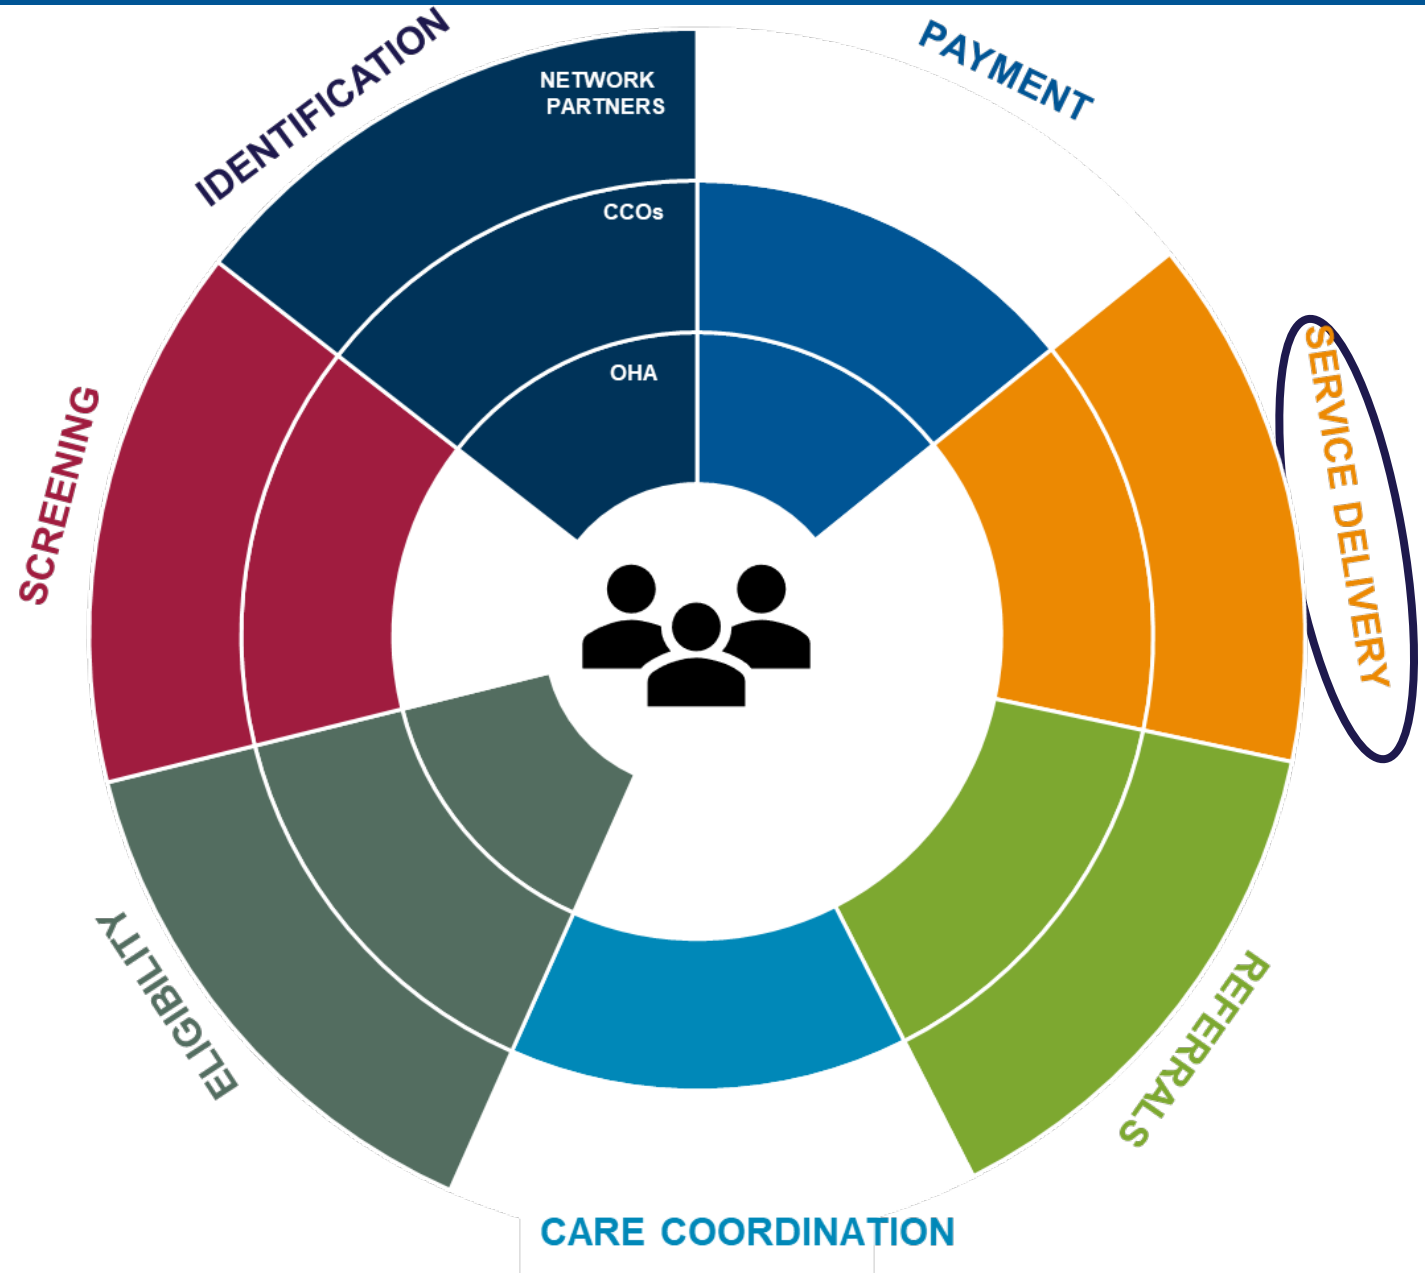 IDENTIFICATION
PAYMENT
NETWORK
PARTNERS
CCOs
OHA
SERVICE DELIVERY
SCREENING
ELIGIBILITY
REFERRALS
CARE COORDINATION